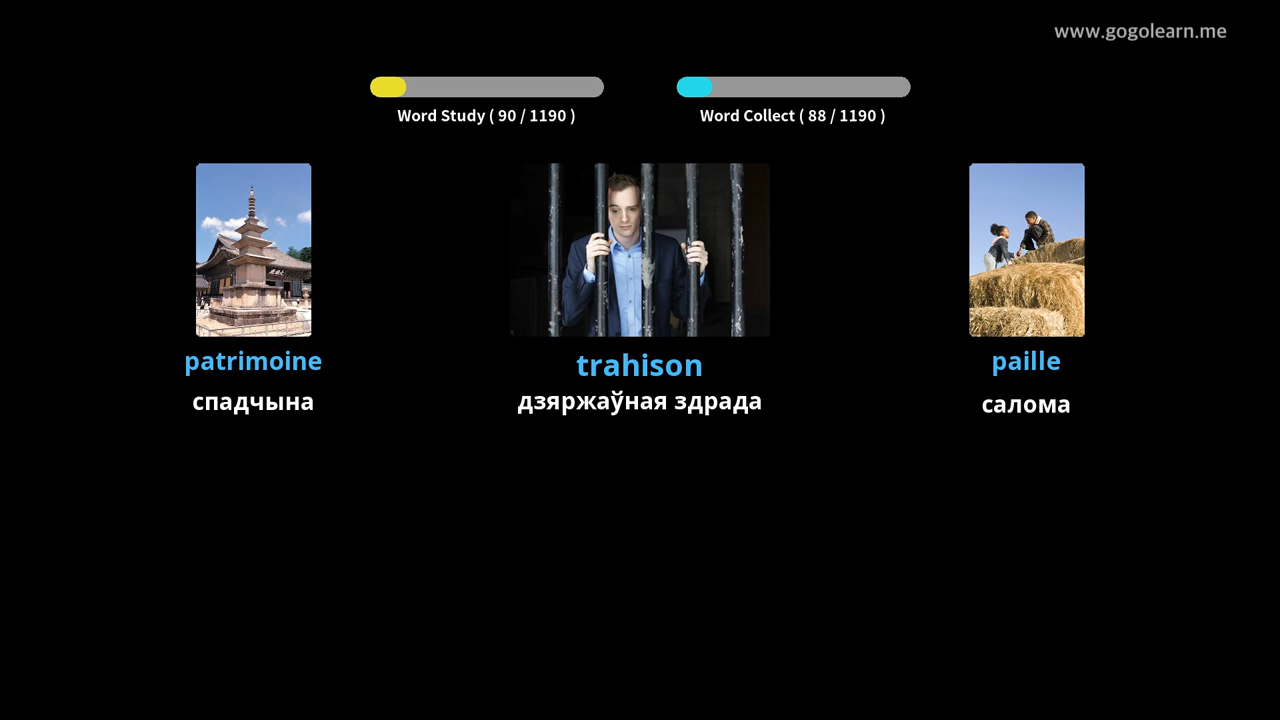 www.gogolearn.me
Word Study ( 90 / 1190 )
Word Collect ( 88 / 1190 )
patrimoine
спадчына
trahison
дзяржаўная здрада
paille
салома